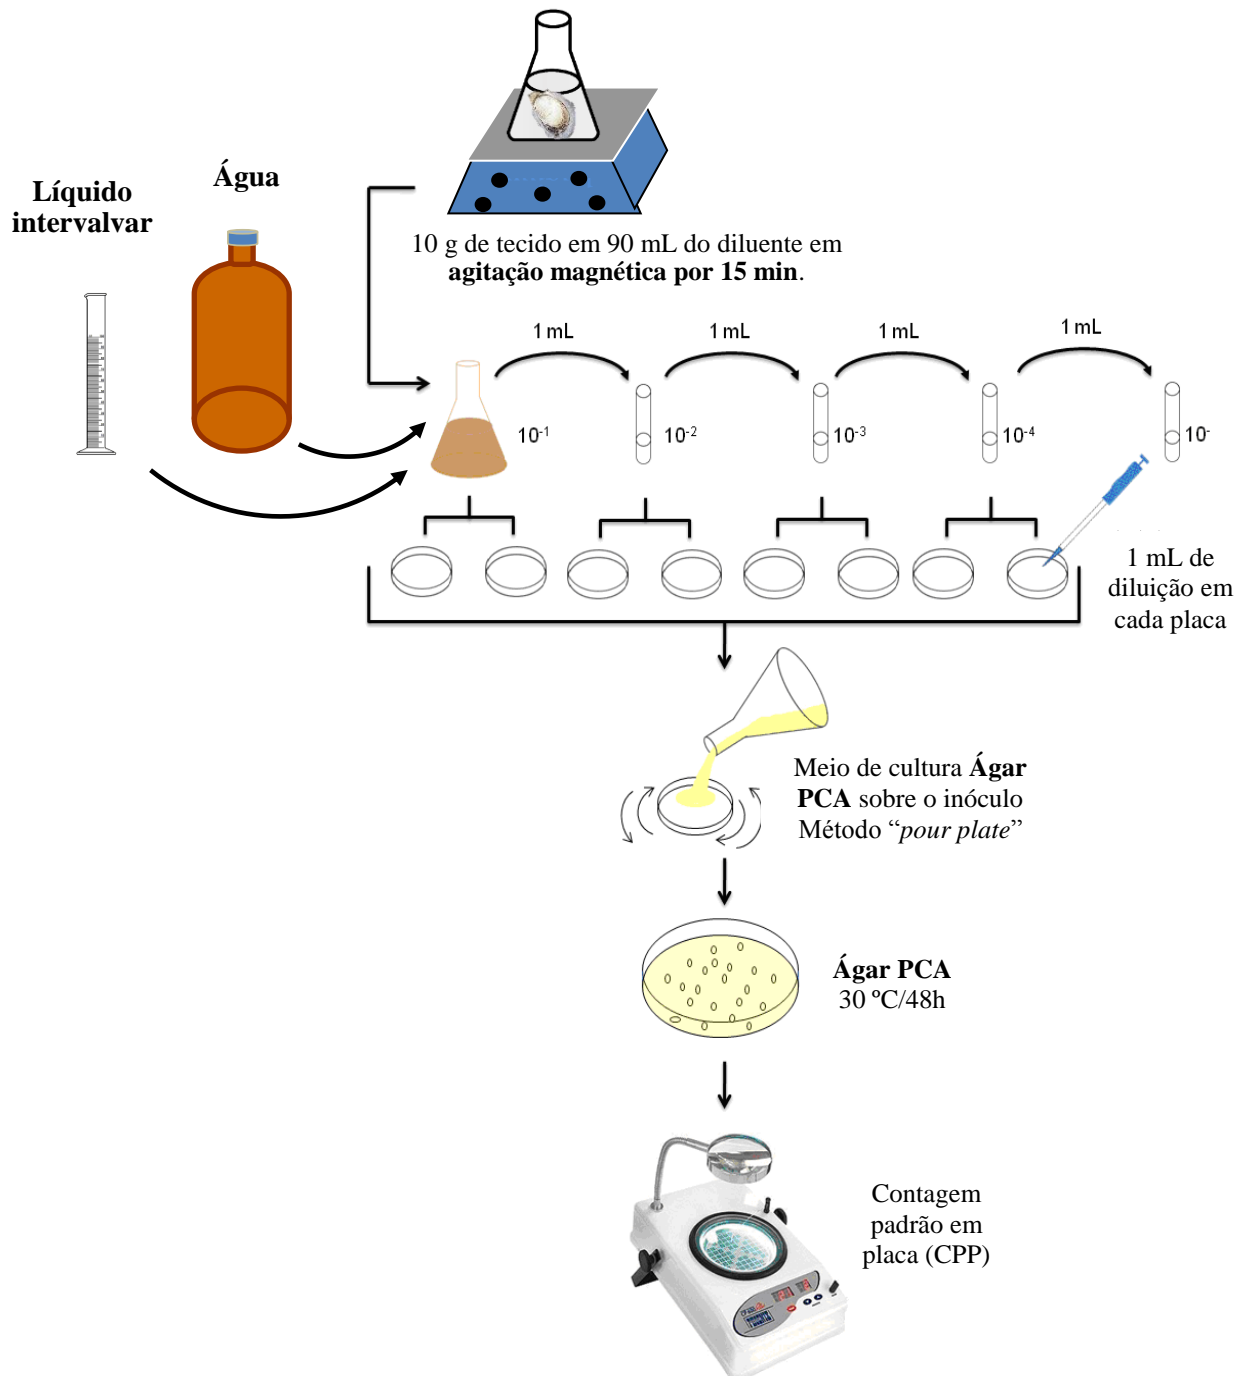 Líquido
intervalvar
Água
10 g de tecido em 90 mL do diluente em
agitação magnética por 15 min.
1 mL
1 mL
1 mL
1 mL
10-1
10-2
10-3
10-4
10-
1 mL de
diluição em
cada placa
Meio de cultura Ágar
PCA sobre o inóculo
Método “pour plate”
Ágar PCA
30 ºC/48h
Contagem
padrão em
placa (CPP)